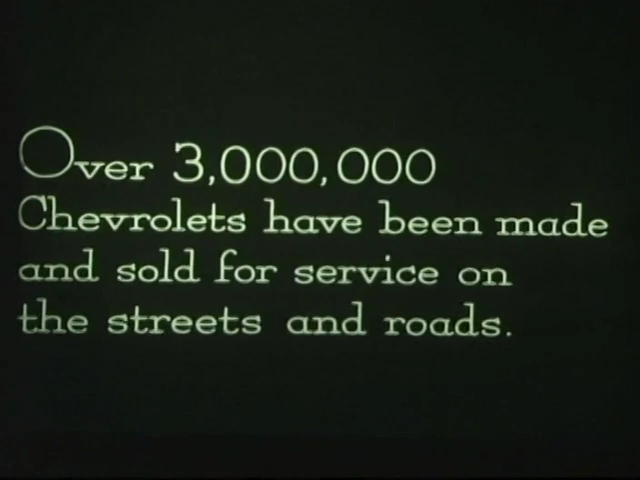 Over 3,000,000
Chevrolets have been made
and sold for service on
the streets and roads.